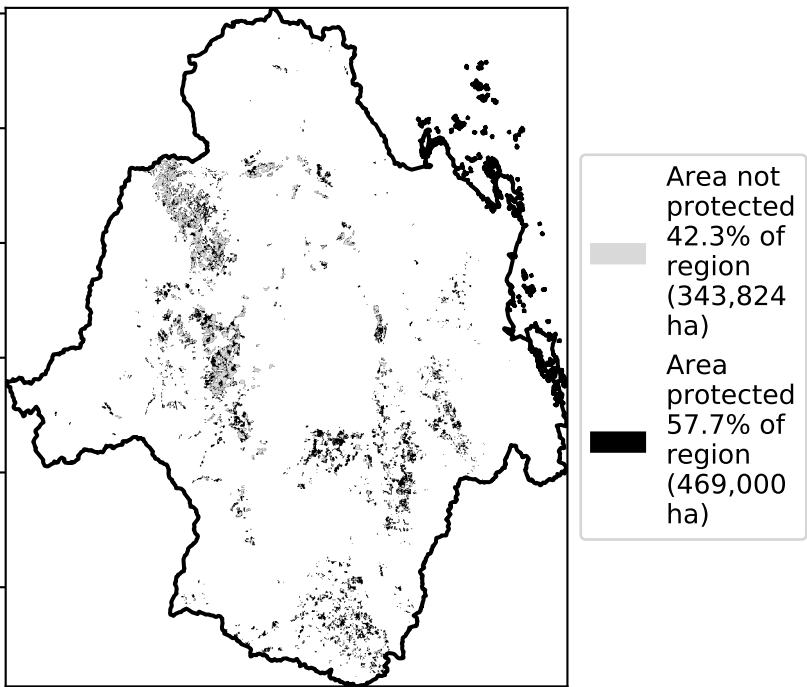 Area not
protected
42.3% of
region
(343,824
ha)
Area
protected
57.7% of
region
(469,000
ha)